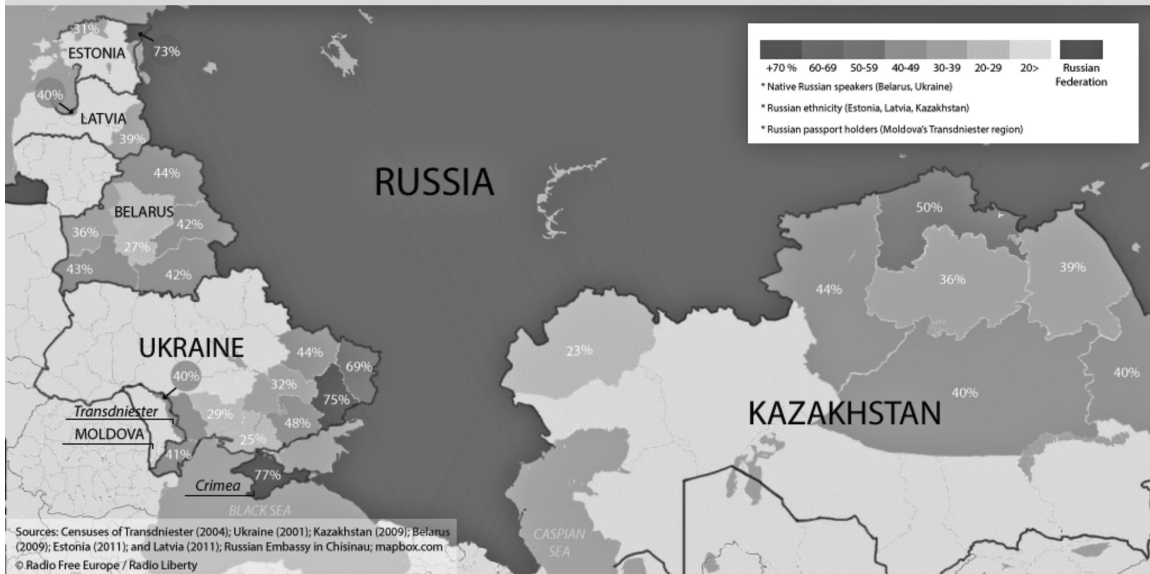 31%
ESTONIA
73%
40%
LATVIA
39%
44%
BELARUS
36%
42%
27%
43%
42%
RUSSIA
+70 %
60-69
50-59
40-49
30-39
20-29
20>
Russian
Federation
* Native Russian speakers (Belarus, Ukraine)
* Russian ethnicity (Estonia, Latvia, Kazakhstan)
* Russian passport holders (Moldova's Transdniester region)
UKRAINE
44%
69%
40%
32%
75%
Transdniester
29%
48%
MOLDOVA
25%
41%
77%
Crimea
BLACK SEA
50%
39%
36%
44%
23%
40%
40%
KAZAKHSTAN
CASPIAN
SEA
Sources: Censuses of Transdniester (2004); Ukraine (2001); Kazakhstan (2009); Belarus
(2009); Estonia (2011); and Latvia (2011); Russian Embassy in Chisinau; mapbox.com
© Radio Free Europe / Radio Liberty